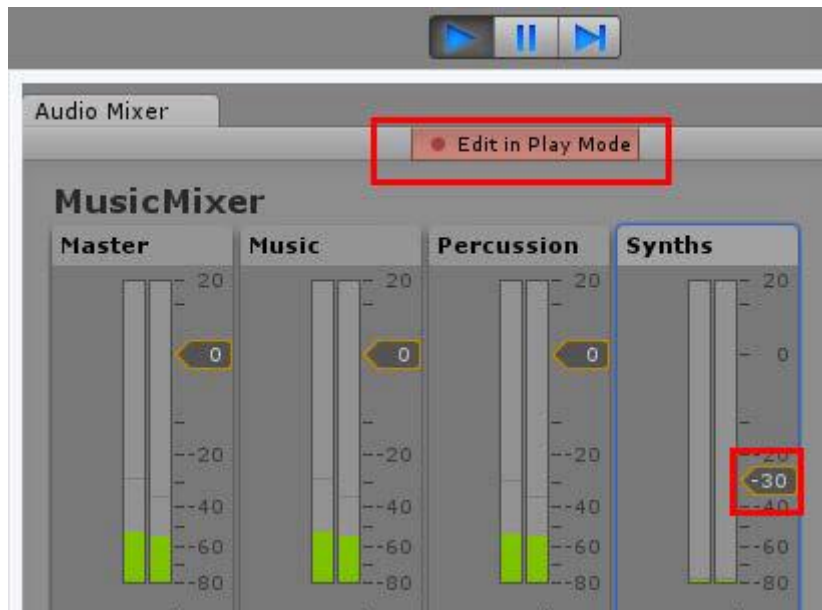 Audio Mixer
Edit in Play Mode
MusicMixer
Master Music Percussion Synths
20 20 20 20
0 0 0 0
-20 -20 -20 -20
-30
-40 -40 -40 -40
-60 -60 -60 -60
-80 -80 -80 -80